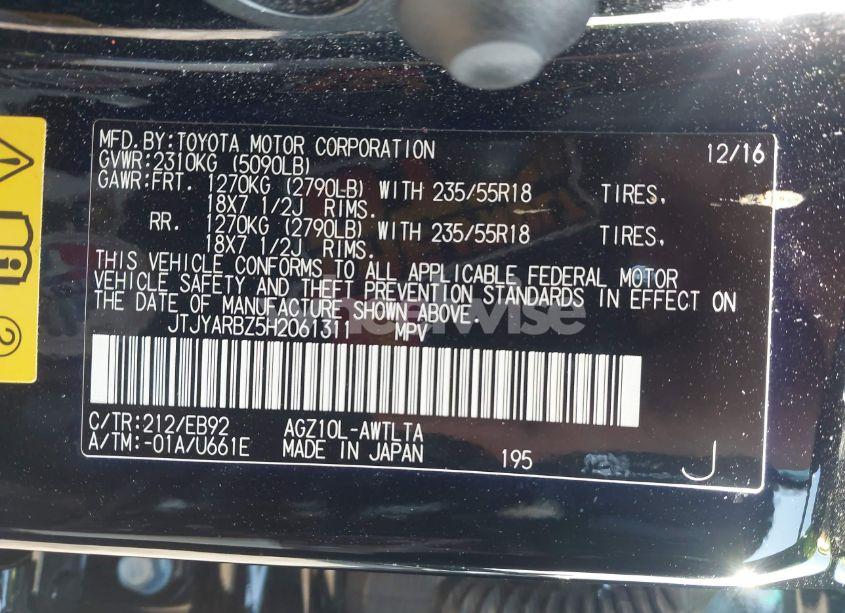 MFD.BY:TOYOTA MOTOR CORPORATION 12/16
GVWR:2310KG (5090LB)
GAWR:FRT. 1270KG (2790LB) WITH 235/55R18 TIRES,
18X7 1/2J RIMS.
RR. 1270KG (2790LB) WITH 235/55R18 TIRES,
18X7 1/2J RIMS.
THIS VEHICLE CONFORMS TO ALL APPLICABLE FEDERAL MOTOR
VEHICLE SAFETY AND THEFT PREVENTION STANDARDS IN EFFECT ON
THE DATE OF MANUFACTURE SHOWN ABOVE.
JTJYARBZ5H2061311 MPV
wheelwise
C/TR:212/EB92 AGZ10L-AWTLTA
A/TM:-01A/U661E MADE IN JAPAN 195 J
2